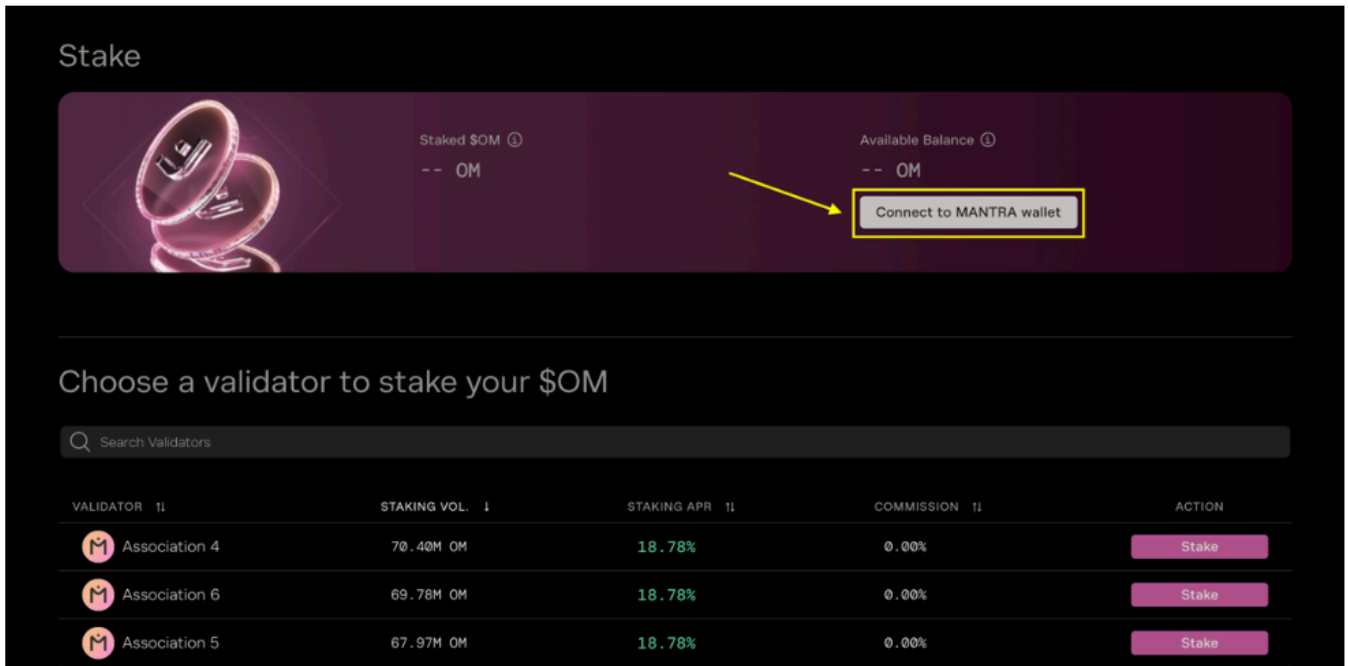 Stake
Staked $OM
Available Balance
-- OM
-- OM
Connect to MANTRA wallet
Choose a validator to stake your $OM
Search Validators
VALIDATOR STAKING VOL. STAKING APR COMMISSION ACTION
Association 4 70.40M OM 18.78% 0.00% Stake
Association 6 69.78M OM 18.78% 0.00% Stake
Association 5 67.97M OM 18.78% 0.00% Stake